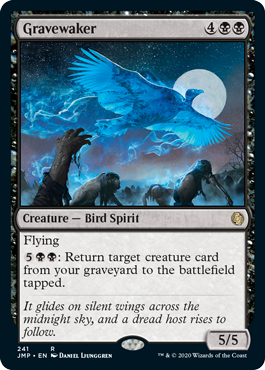 Gravewaker 4
Creature — Bird Spirit
Flying
5: Return target creature card
from your graveyard to the battlefield
tapped.
It glides on silent wings across the
midnight sky, and a dread host rises to
follow.
5/5
241 R
JMP • EN Daniel Ljunggren
™ & © 2020 Wizards of the Coast